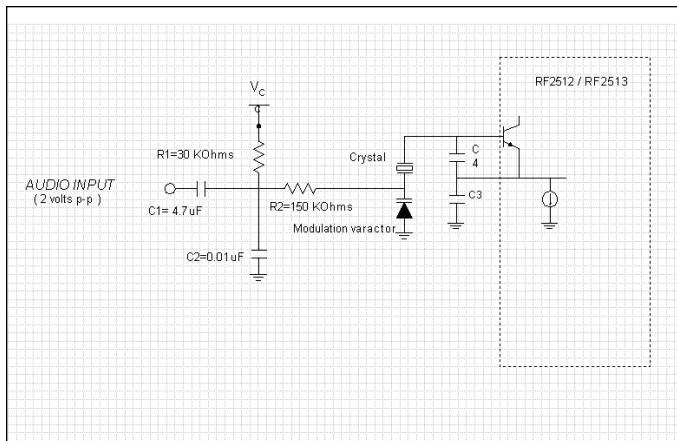 RF2512 / RF2513
V
C
C
R1=30 KOhms
Crystal
C
4
AUDIO INPUT
( 2 volts p-p )
C3
C1= 4.7uF
R2=150 KOhms
Modulation varactor
C2=0.01uF